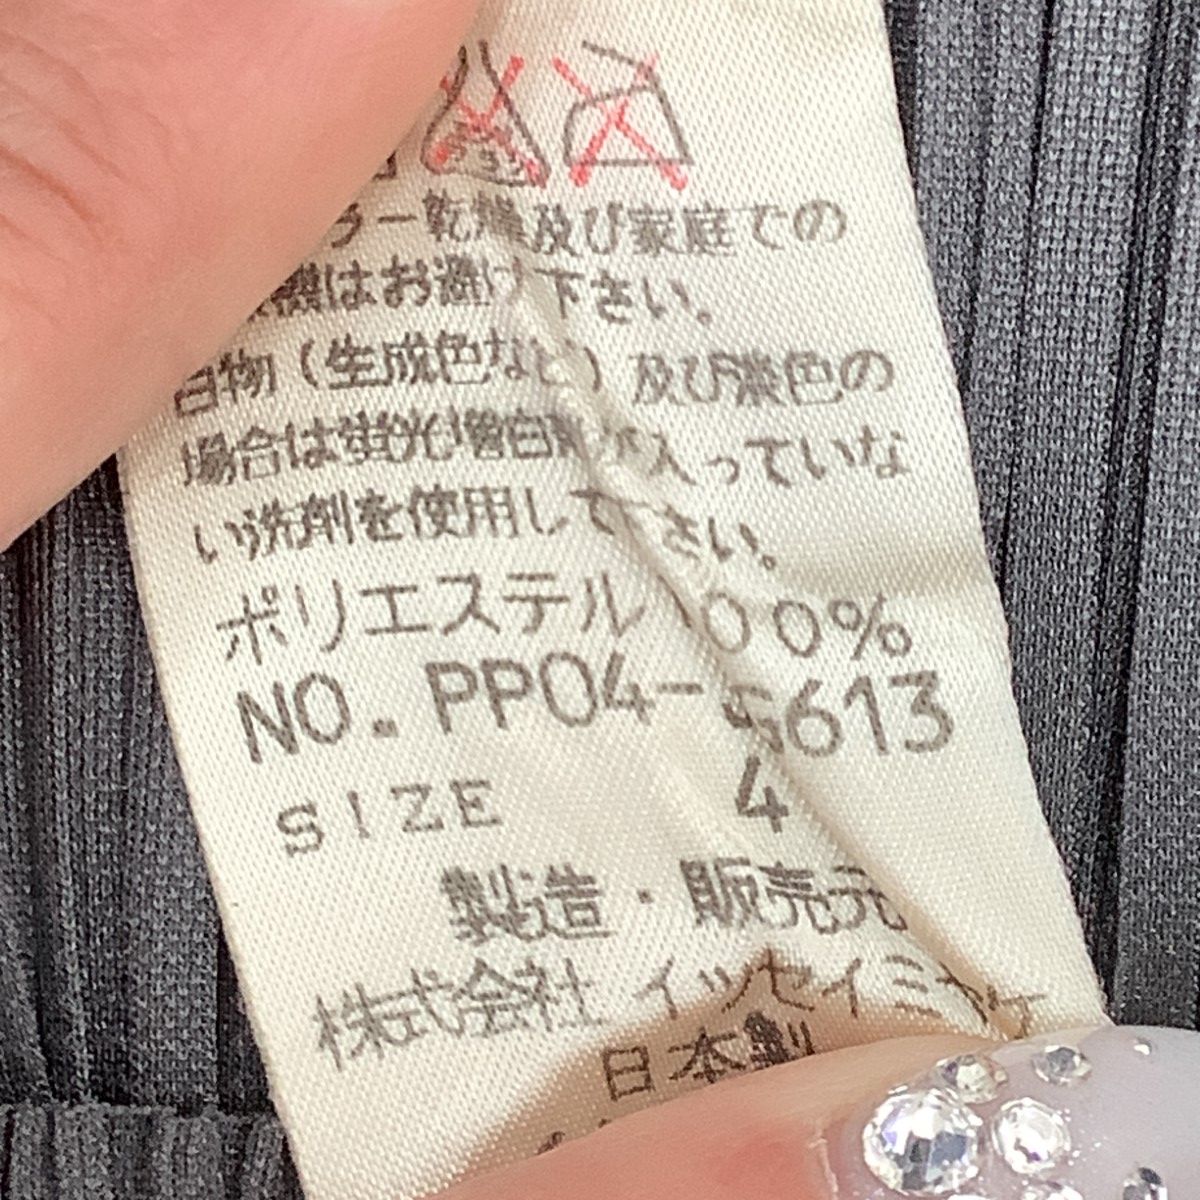 ラー乾燥及び家庭での
機はお避け下さい。
白物(生成色など)及び淡色の
場合は蛍光増白剤が入っていな
い洗剤を使用して下さい。
ポリエステル 100%
NO. PP04- 613
SIZE 4
製造・販売元
株式会社 イッセイミヤケ
日本製